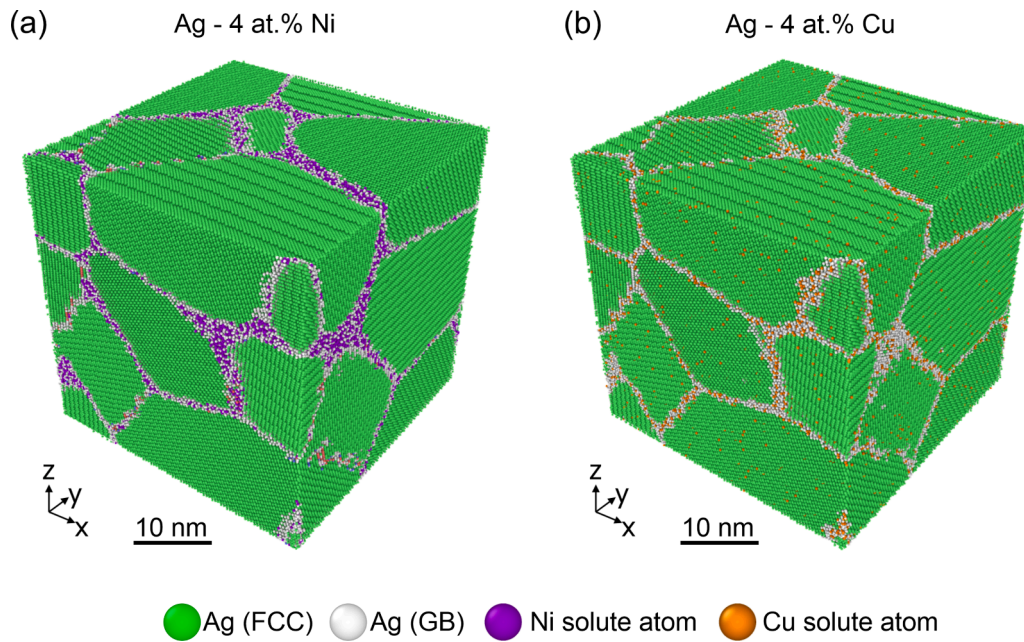 (a) Ag - 4 at.% Ni
(b) Ag - 4 at.% Cu
z
y
x
10 nm
z
y
x
10 nm
Ag (FCC) Ag (GB) Ni solute atom Cu solute atom